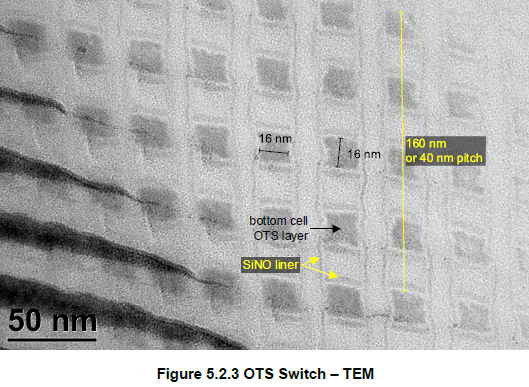 16 nm
16 nm
160 nm
or 40 nm pitch
bottom cell
OTS layer
SiNO liner
50 nm
Figure 5.2.3 OTS Switch – TEM